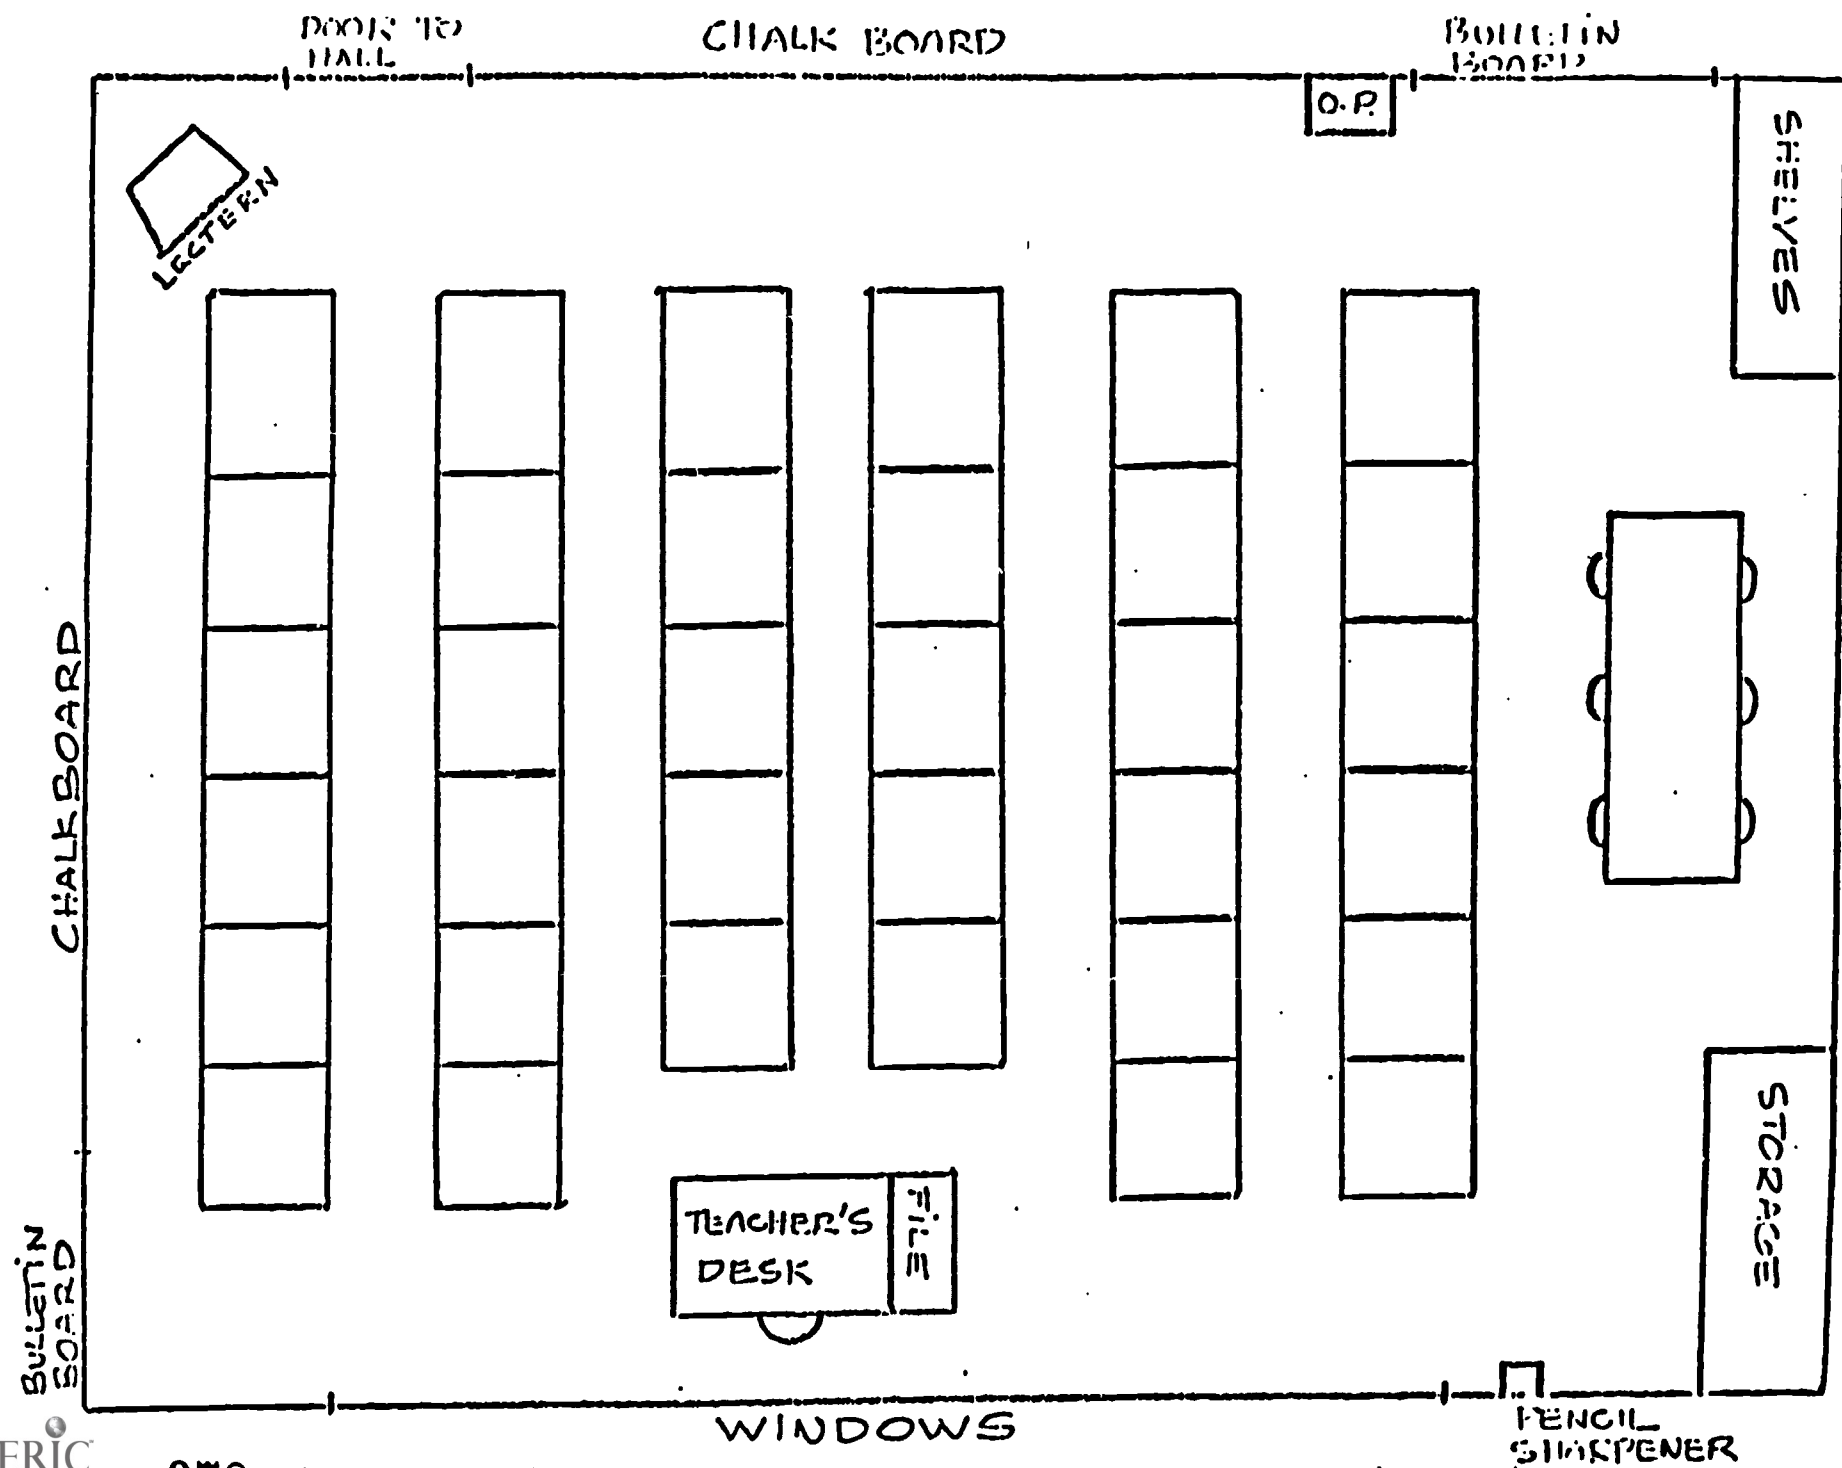 DOOR TO
HALL
CHALK BOARD
BULLETIN
BOARD
O.P.
SHELVES
LECTERN
CHALKBOARD
TEACHER'S
DESK
FILE
STORAGE
BULLETIN
BOARD
WINDOWS
PENCIL
SHARPENER
ERIC